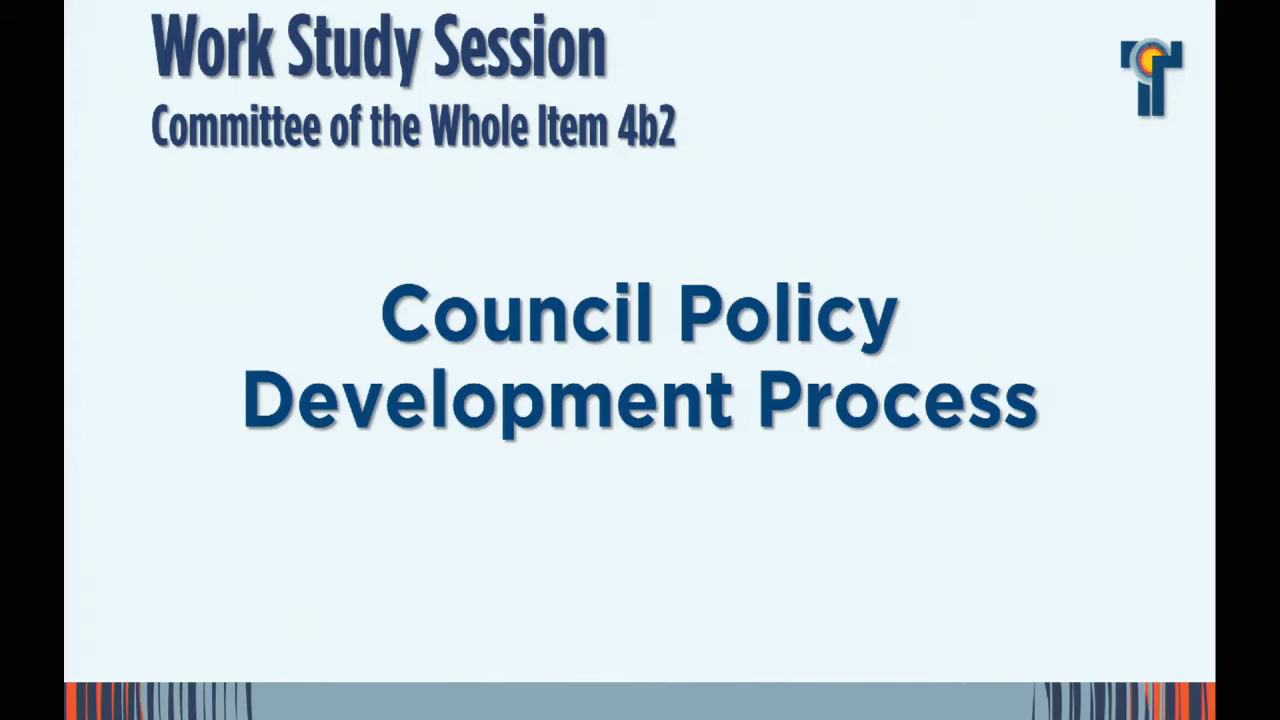 Work Study Session
Committee of the Whole Item 4b2
Council Policy
Development Process